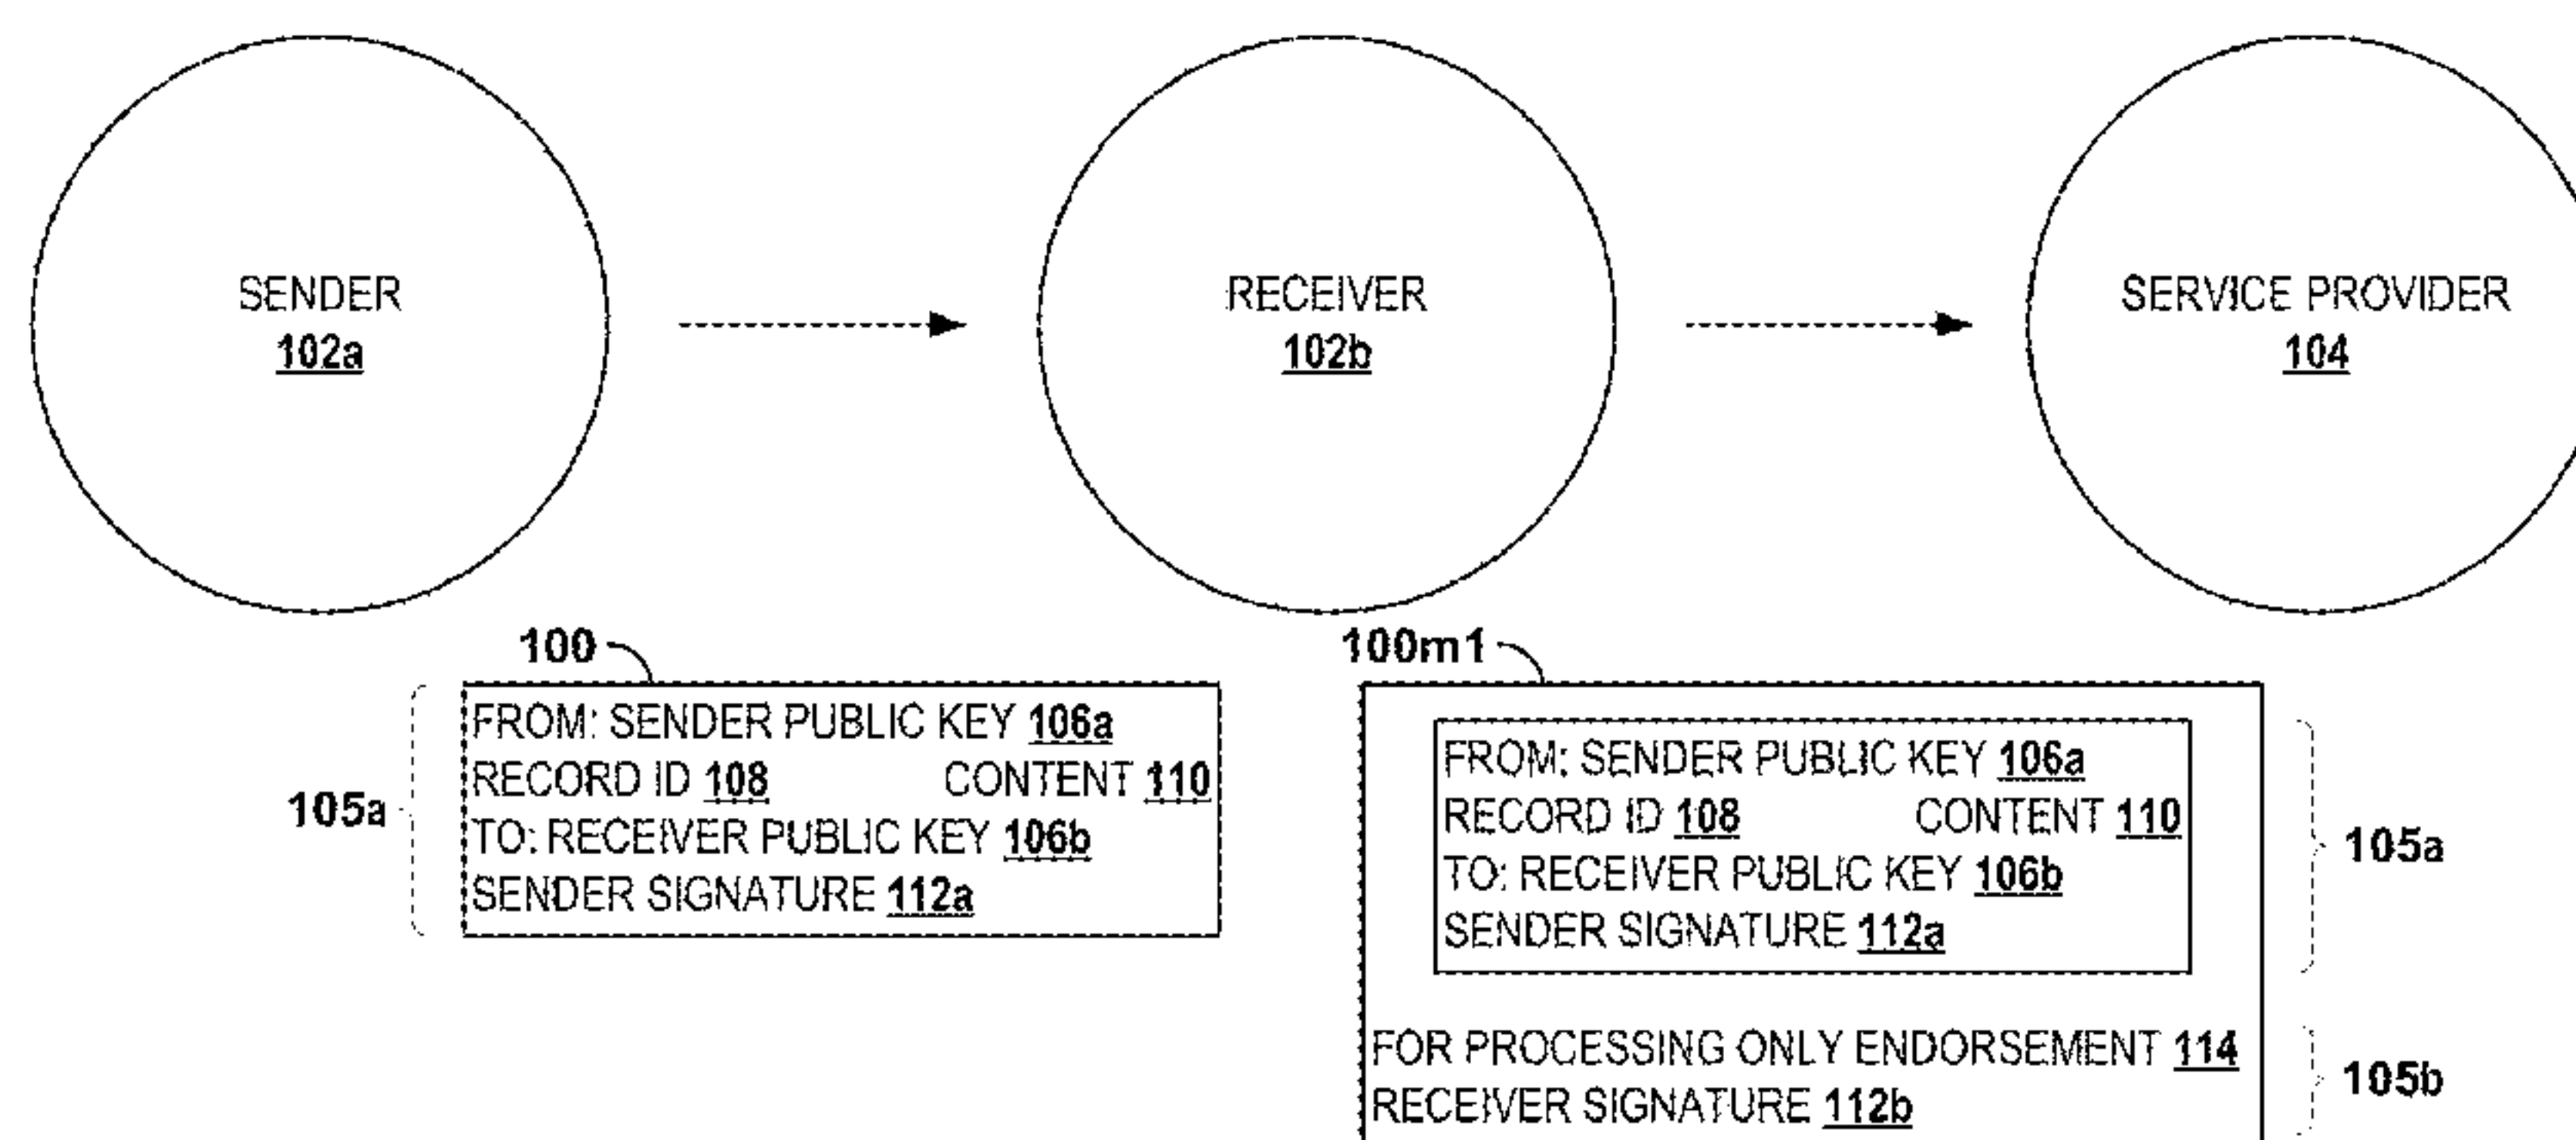 SENDER
102a
RECEIVER
102b
SERVICE PROVIDER
104
100
105a
FROM: SENDER PUBLIC KEY 106a
RECORD ID 108 CONTENT 110
TO: RECEIVER PUBLIC KEY 106b
SENDER SIGNATURE 112a
100m1
FROM: SENDER PUBLIC KEY 106a
RECORD ID 108 CONTENT 110
TO: RECEIVER PUBLIC KEY 106b
SENDER SIGNATURE 112a
105a
FOR PROCESSING ONLY ENDORSEMENT 114
RECEIVER SIGNATURE 112b
105b